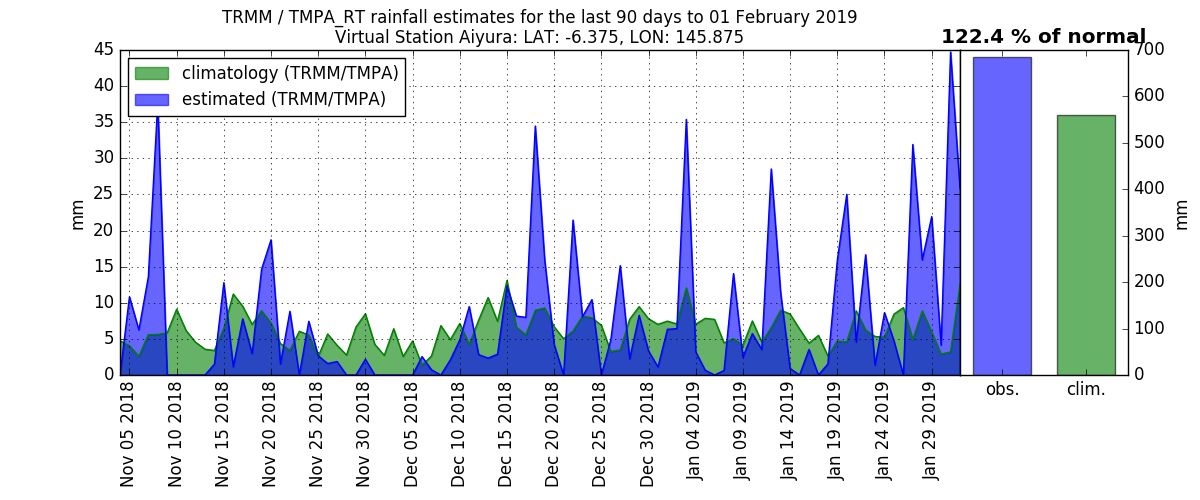 TRMM / TMPA_RT rainfall estimates for the last 90 days to 01 February 2019
Virtual Station Aiyura: LAT: -6.375, LON: 145.875
122.4 % of normal
climatology (TRMM/TMPA)
estimated (TRMM/TMPA)
mm
45
40
35
30
25
20
15
10
5
0
Nov 05 2018
Nov 10 2018
Nov 15 2018
Nov 20 2018
Nov 25 2018
Nov 30 2018
Dec 05 2018
Dec 10 2018
Dec 15 2018
Dec 20 2018
Dec 25 2018
Dec 30 2018
Jan 04 2019
Jan 09 2019
Jan 14 2019
Jan 19 2019
Jan 24 2019
Jan 29 2019
obs.
clim.
700
600
500
400
300
200
100
0
mm